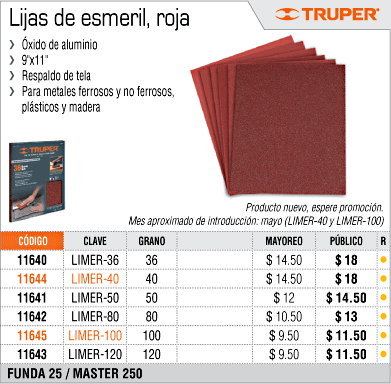 Lijas de esmeril, roja
TRUPER®
Óxido de aluminio
9"x11"
Respaldo de tela
Para metales ferrosos y no ferrosos,
plásticos y madera
TRUPER
36
Producto nuevo, espere promoción.
Mes aproximado de introducción: mayo (LIMER-40 y LIMER-100)
CÓDIGO CLAVE GRANO MAYOREO PÚBLICO R
11640 LIMER-36 36 $ 14.50 $ 18
11644 LIMER-40 40 $ 14.50 $ 18
11641 LIMER-50 50 $ 12 $ 14.50
11642 LIMER-80 80 $ 10.50 $ 13
11645 LIMER-100 100 $ 9.50 $ 11.50
11643 LIMER-120 120 $ 9.50 $ 11.50
FUNDA 25 / MASTER 250